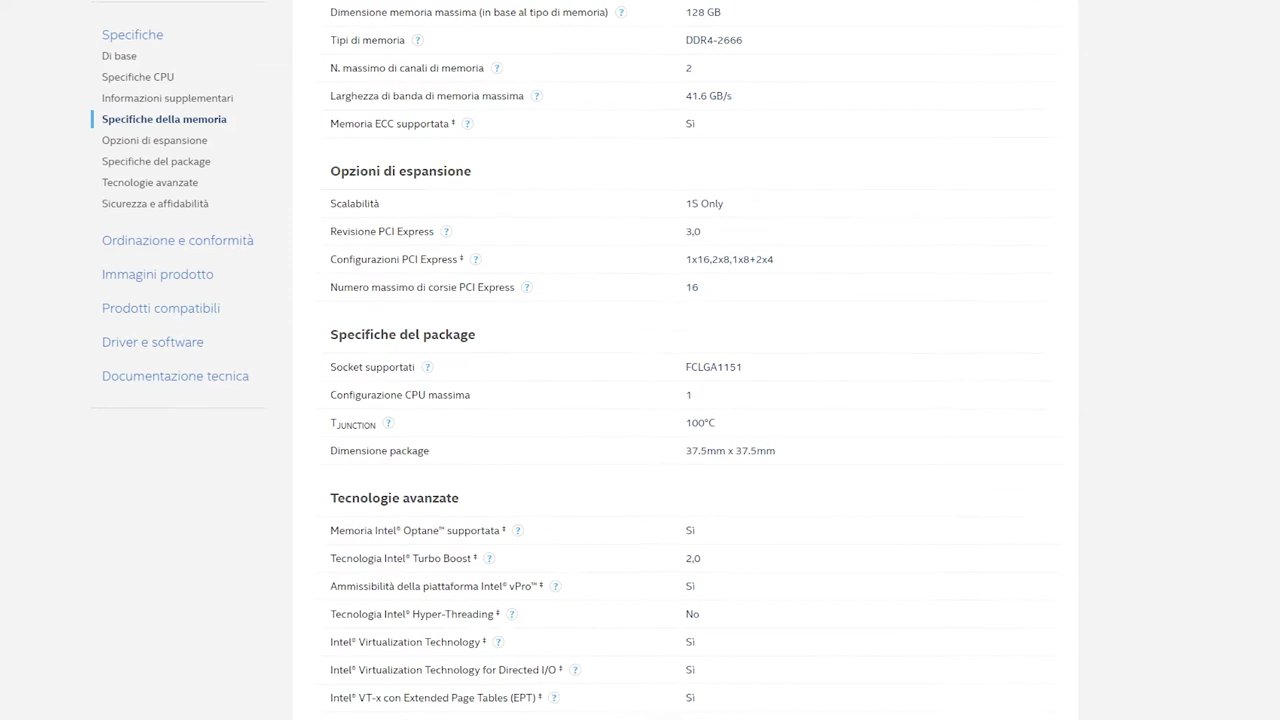 Specifiche
Di base
Specifiche CPU
Informazioni supplementari
Specifiche della memoria
Opzioni di espansione
Specifiche del package
Tecnologie avanzate
Sicurezza e affidabilità
Ordinazione e conformità
Immagini prodotto
Prodotti compatibili
Driver e software
Documentazione tecnica
Dimensione memoria massima (in base al tipo di memoria) ? 128 GB
Tipi di memoria ? DDR4-2666
N. massimo di canali di memoria ? 2
Larghezza di banda di memoria massima ? 41.6 GB/s
Memoria ECC supportata ‡ ? Sì
Opzioni di espansione
Scalabilità 1S Only
Revisione PCI Express ? 3,0
Configurazioni PCI Express ‡ ? 1x16,2x8,1x8+2x4
Numero massimo di corsie PCI Express ? 16
Specifiche del package
Socket supportati ? FCLGA1151
Configurazione CPU massima 1
TJUNCTION ? 100°C
Dimensione package 37.5mm x 37.5mm
Tecnologie avanzate
Memoria Intel® Optane™ supportata ‡ ? Sì
Tecnologia Intel® Turbo Boost ‡ ? 2,0
Ammissibilità della piattaforma Intel® vPro™ ‡ ? Sì
Tecnologia Intel® Hyper-Threading ‡ ? No
Intel® Virtualization Technology ‡ ? Sì
Intel® Virtualization Technology for Directed I/O ‡ ? Sì
Intel® VT-x con Extended Page Tables (EPT) ‡ ? Sì